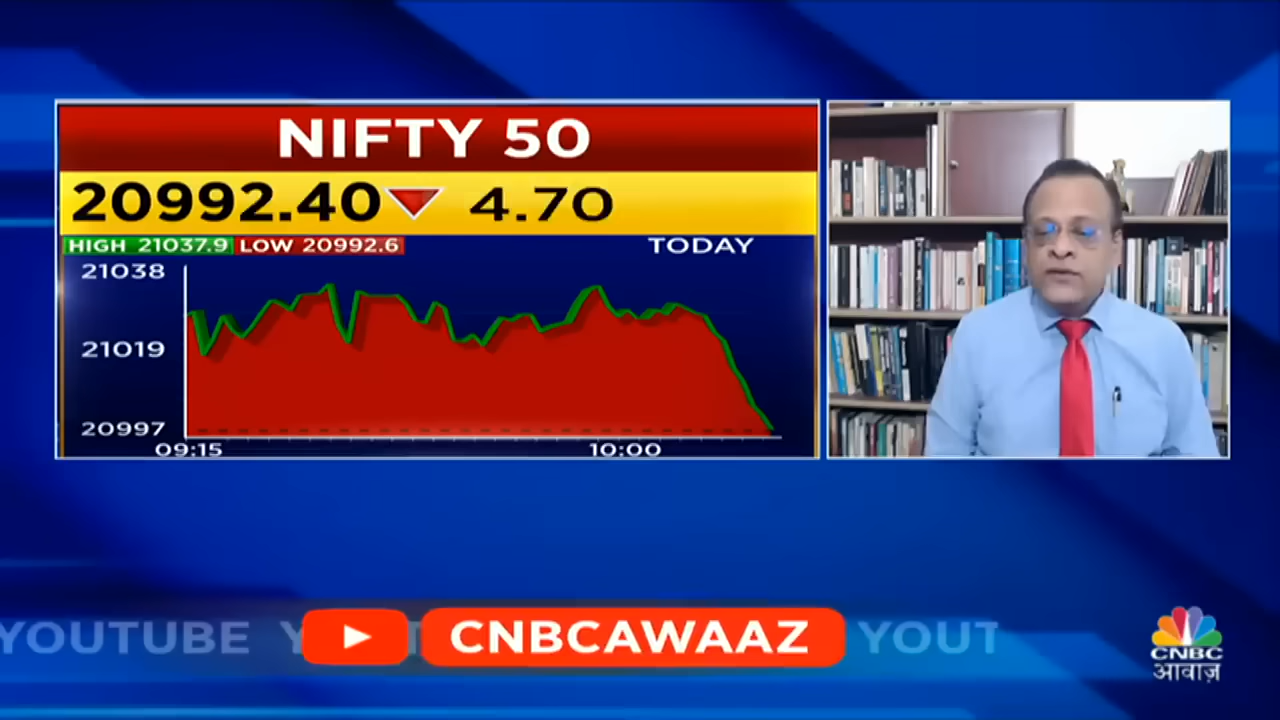 NIFTY 50
20992.40 4.70
HIGH 21037.9 LOW 20992.6
TODAY
21038
21019
20997
09:15 10:00
YOUTUBE Y T CNBCAWAAZ YOUT
CNBC
आवाज़